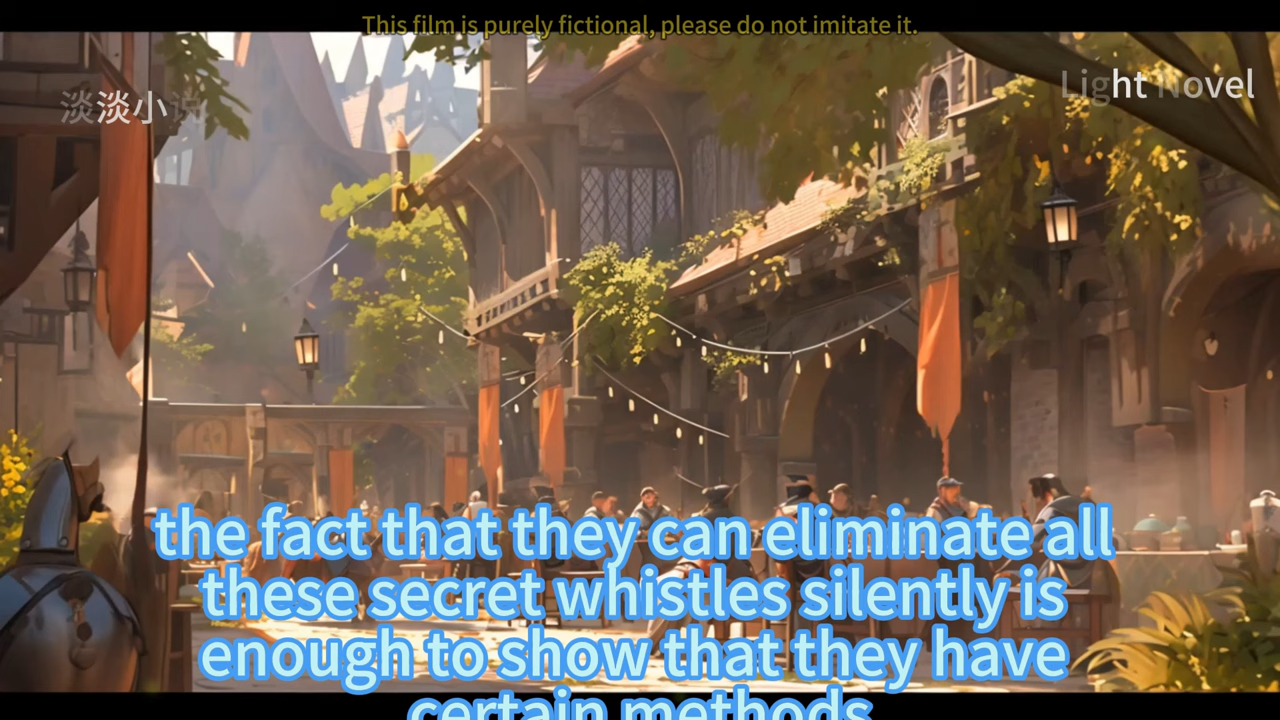 This film is purely fictional, please do not imitate it.
淡淡小说
Light Novel
the fact that they can eliminate all
these secret whistles silently is
enough to show that they have
certain methods